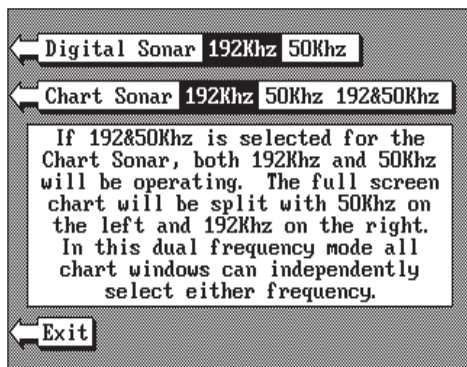 Digital Sonar 192Khz 50Khz
Chart Sonar 192Khz 50Khz 192&50Khz
If 192&50Khz is selected for the
Chart Sonar, both 192Khz and 50Khz
will be operating. The full screen
chart will be split with 50Khz on
the left and 192Khz on the right.
In this dual frequency mode all
chart windows can independently
select either frequency.
Exit